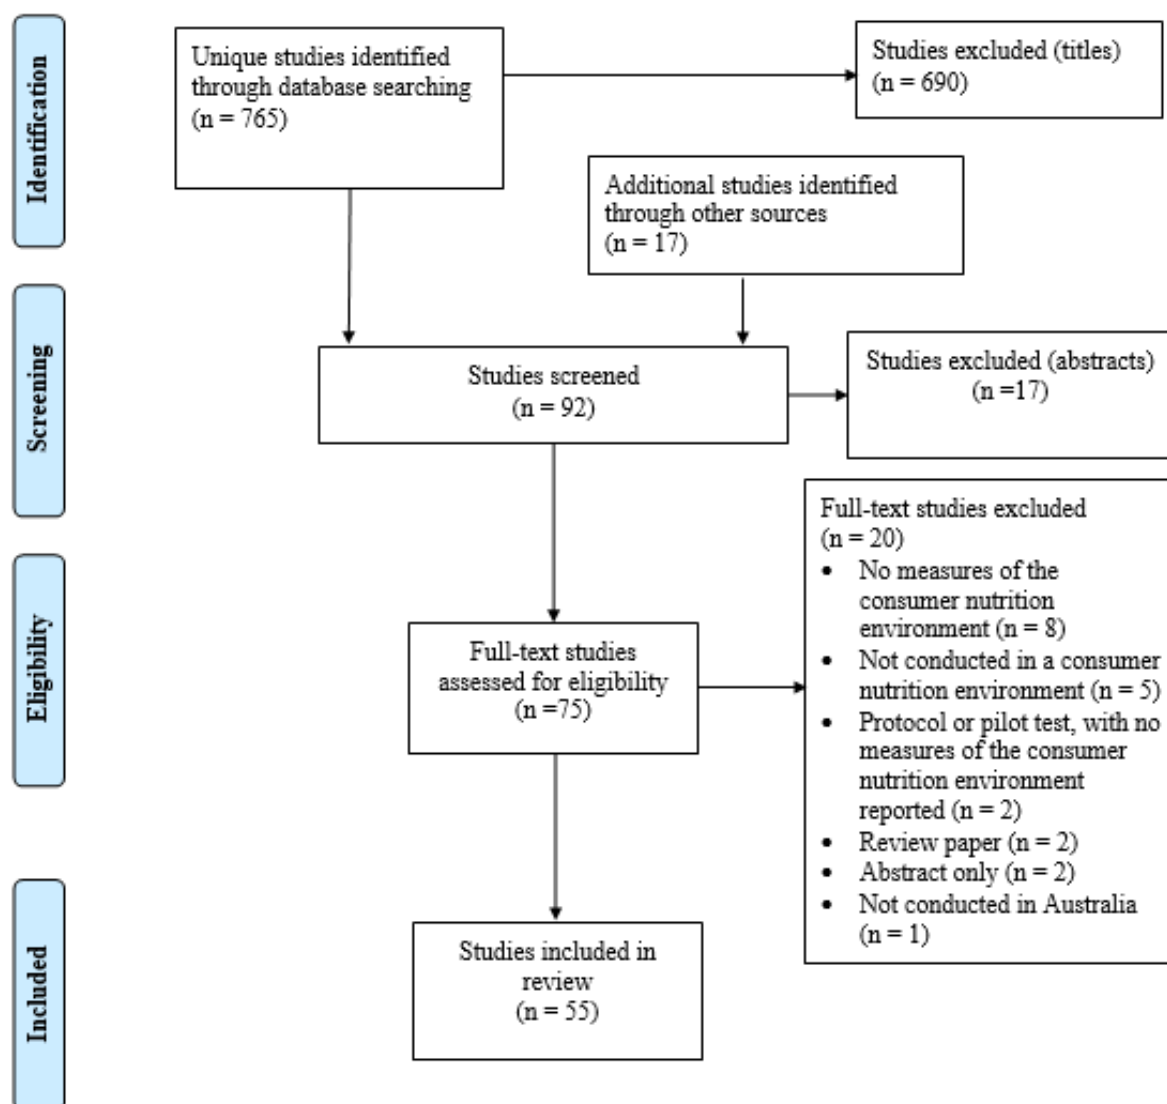 Identification
Unique studies identified
through database searching
(n = 765)
Studies excluded (titles)
(n = 690)
Additional studies identified
through other sources
(n = 17)
Screening
Studies screened
(n = 92)
Studies excluded (abstracts)
(n =17)
Eligibility
Full-text studies
assessed for eligibility
(n =75)
Full-text studies excluded
(n = 20)
• No measures of the
consumer nutrition
environment (n = 8)
• Not conducted in a consumer
nutrition environment (n = 5)
• Protocol or pilot test, with no
measures of the consumer
nutrition environment
reported (n = 2)
• Review paper (n = 2)
• Abstract only (n = 2)
• Not conducted in Australia
(n = 1)
Included
Studies included in
review
(n = 55)